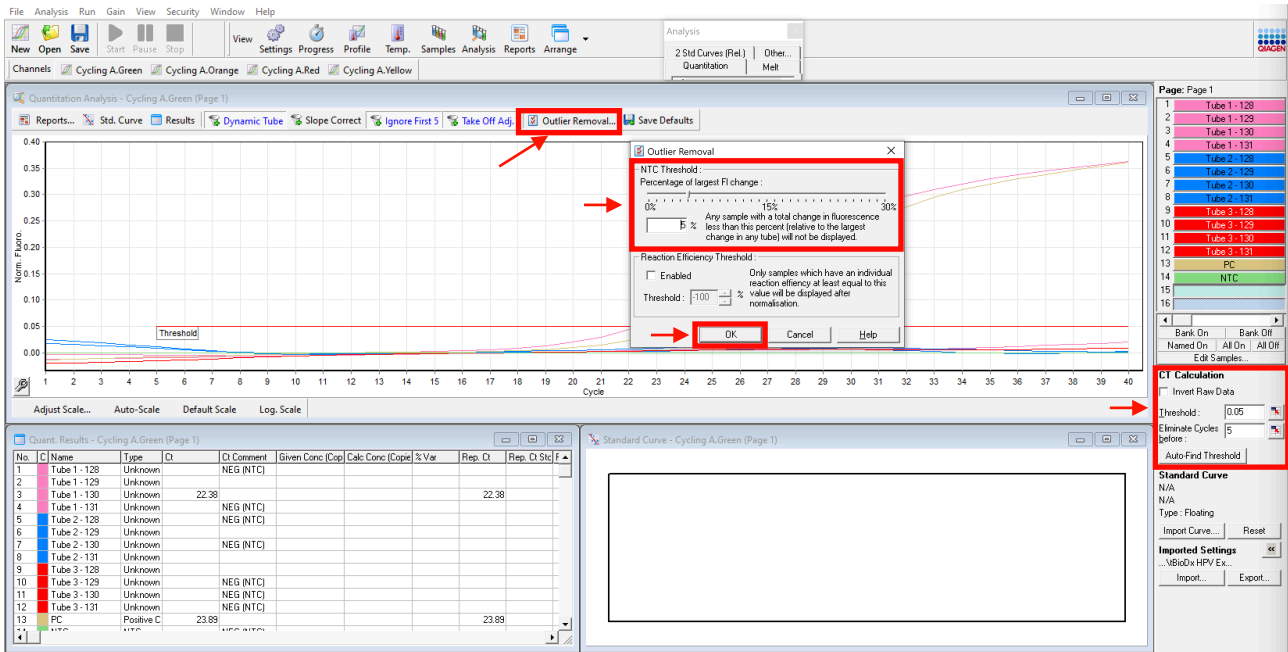 File Analysis Run Gain View Security Window Help
New Open Save Start Pause Stop View Settings Progress Profile Temp. Samples Analysis Reports Arrange
QIAGEN
Channels Cycling A.Green Cycling A.Orange Cycling A.Red Cycling A.Yellow
Analysis
2 Std Curves (Rel.) Other...
Quantitation Melt
Quantitation Analysis - Cycling A.Green (Page 1)
Reports... Std. Curve Results Dynamic Tube Slope Correct Ignore First 5 Take Off Adj. Outlier Removal... Save Defaults
0.40
0.35
0.30
0.25
0.20
0.15
0.10
0.05
0.00
Norm. Fluoro.
Threshold
1 2 3 4 5 6 7 8 9 10 11 12 13 14 15 16 17 18 19 20 21 22 23 24 25 26 27 28 29 30 31 32 33 34 35 36 37 38 39 40
Cycle
Adjust Scale... Auto-Scale Default Scale Log. Scale
Outlier Removal
NTC Threshold :
Percentage of largest Fl change :
0% 15% 30%
5 %
Any sample with a total change in fluorescence
less than this percent (relative to the largest
change in any tube) will not be displayed.
Reaction Efficiency Threshold :
Enabled
Threshold : -100 %
Only samples which have an individual
reaction effiency at least equal to this
value will be displayed after
normalisation.
OK Cancel Help
Page: Page 1
1 Tube 1 - 128
2 Tube 1 - 129
3 Tube 1 - 130
4 Tube 1 - 131
5 Tube 2 - 128
6 Tube 2 - 129
7 Tube 2 - 130
8 Tube 2 - 131
9 Tube 3 - 128
10 Tube 3 - 129
11 Tube 3 - 130
12 Tube 3 - 131
13 PC
14 NTC
15
16
Bank On Bank Off
Named On All On All Off
Edit Samples...
CT Calculation
Invert Raw Data
Threshold : 0.05
Eliminate Cycles before : 5
Auto-Find Threshold
Standard Curve
N/A
N/A
Type : Floating
Import Curve.... Reset
Imported Settings
...\tBioDx HPV Ex...
Import... Export...
Quant. Results - Cycling A.Green (Page 1)
No. C Name Type Ct Ct Comment Given Conc (Cop Calc Conc (Copie % Var Rep. Ct Rep. Ct Stc
1 Tube 1 - 128 Unknown NEG (NTC)
2 Tube 1 - 129 Unknown
3 Tube 1 - 130 Unknown 22.38 22.38
4 Tube 1 - 131 Unknown NEG (NTC)
5 Tube 2 - 128 Unknown NEG (NTC)
6 Tube 2 - 129 Unknown
7 Tube 2 - 130 Unknown NEG (NTC)
8 Tube 2 - 131 Unknown
9 Tube 3 - 128 Unknown
10 Tube 3 - 129 Unknown NEG (NTC)
11 Tube 3 - 130 Unknown NEG (NTC)
12 Tube 3 - 131 Unknown NEG (NTC)
13 PC Positive C 23.89 23.89
14 NTC NTC NEG (NTC)
Standard Curve - Cycling A.Green (Page 1)